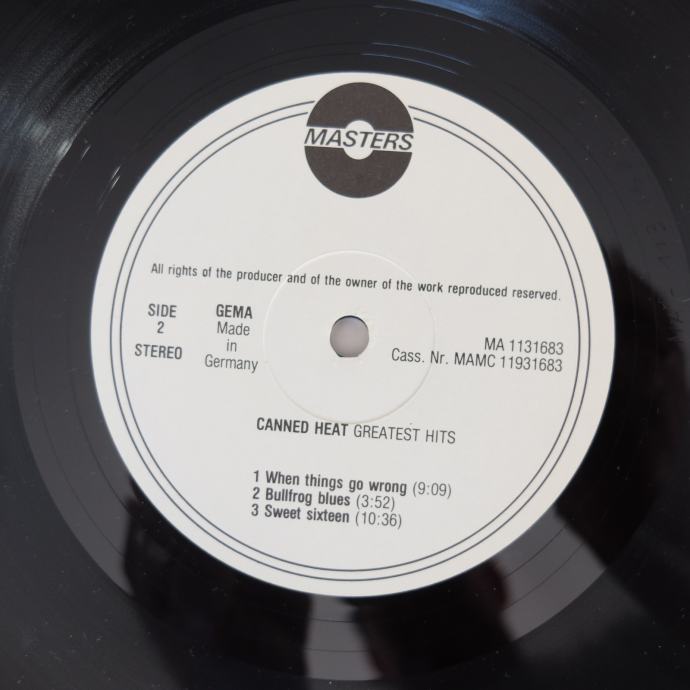 MASTERS
All rights of the producer and of the owner of the work reproduced reserved.
SIDE
2
STEREO
GEMA
Made
in
Germany
MA 1131683
Cass. Nr. MAMC 11931683
CANNED HEAT GREATEST HITS
1 When things go wrong (9:09)
2 Bullfrog blues (3:52)
3 Sweet sixteen (10:36)